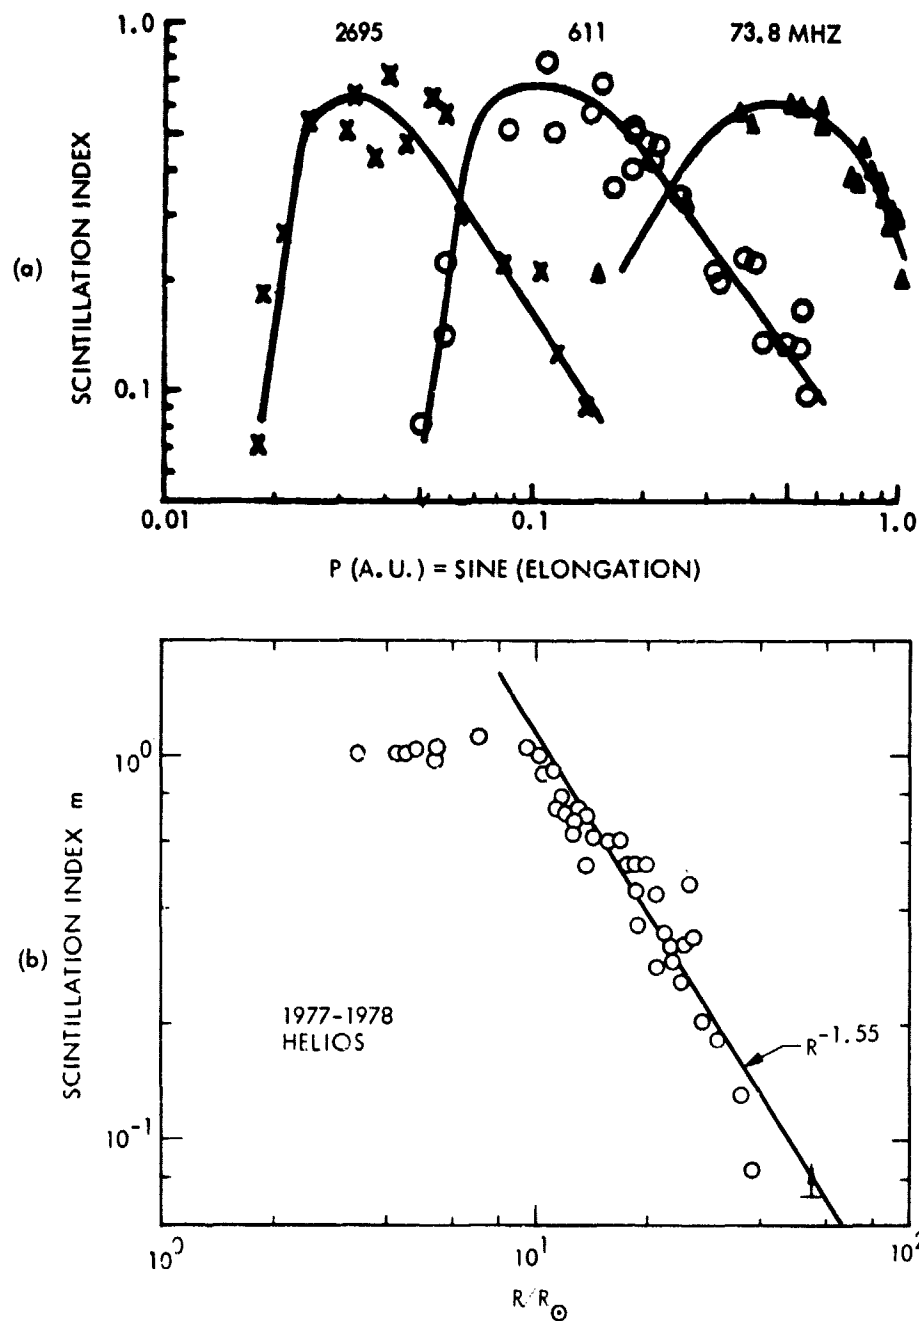 1.0
2695
611
73.8 MHZ
SCINTILLATION INDEX
(a)
0.1
0.01
0.1
1.0
P (A.U.) = SINE (ELONGATION)
10⁰
SCINTILLATION INDEX m
(b)
1977-1978
HELIOS
R⁻¹·⁵⁵
10⁻¹
10⁰
10¹
10²
R/R⊙